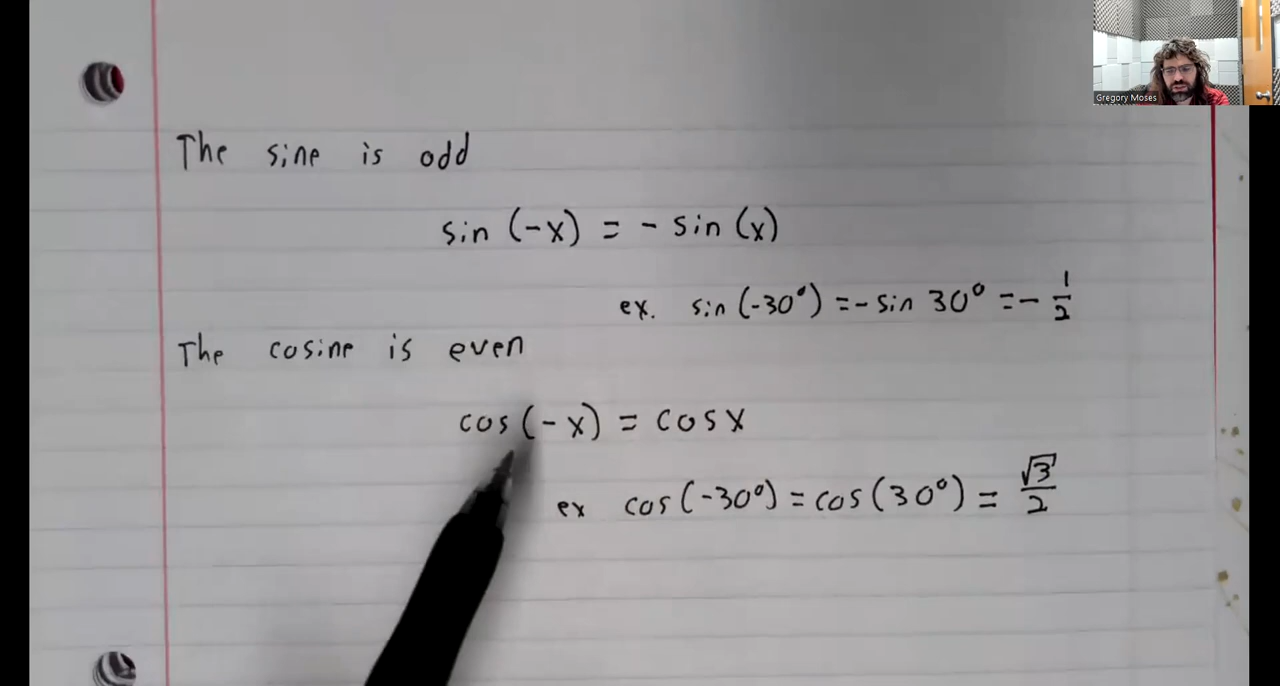 Gregory Moses
The sine is odd
sin (-x) = - sin (x)
ex. sin (-30°) = - sin 30° = - 1/2
The cosine is even
cos (-x) = cos x
ex cos (-30°) = cos (30°) = √3/2